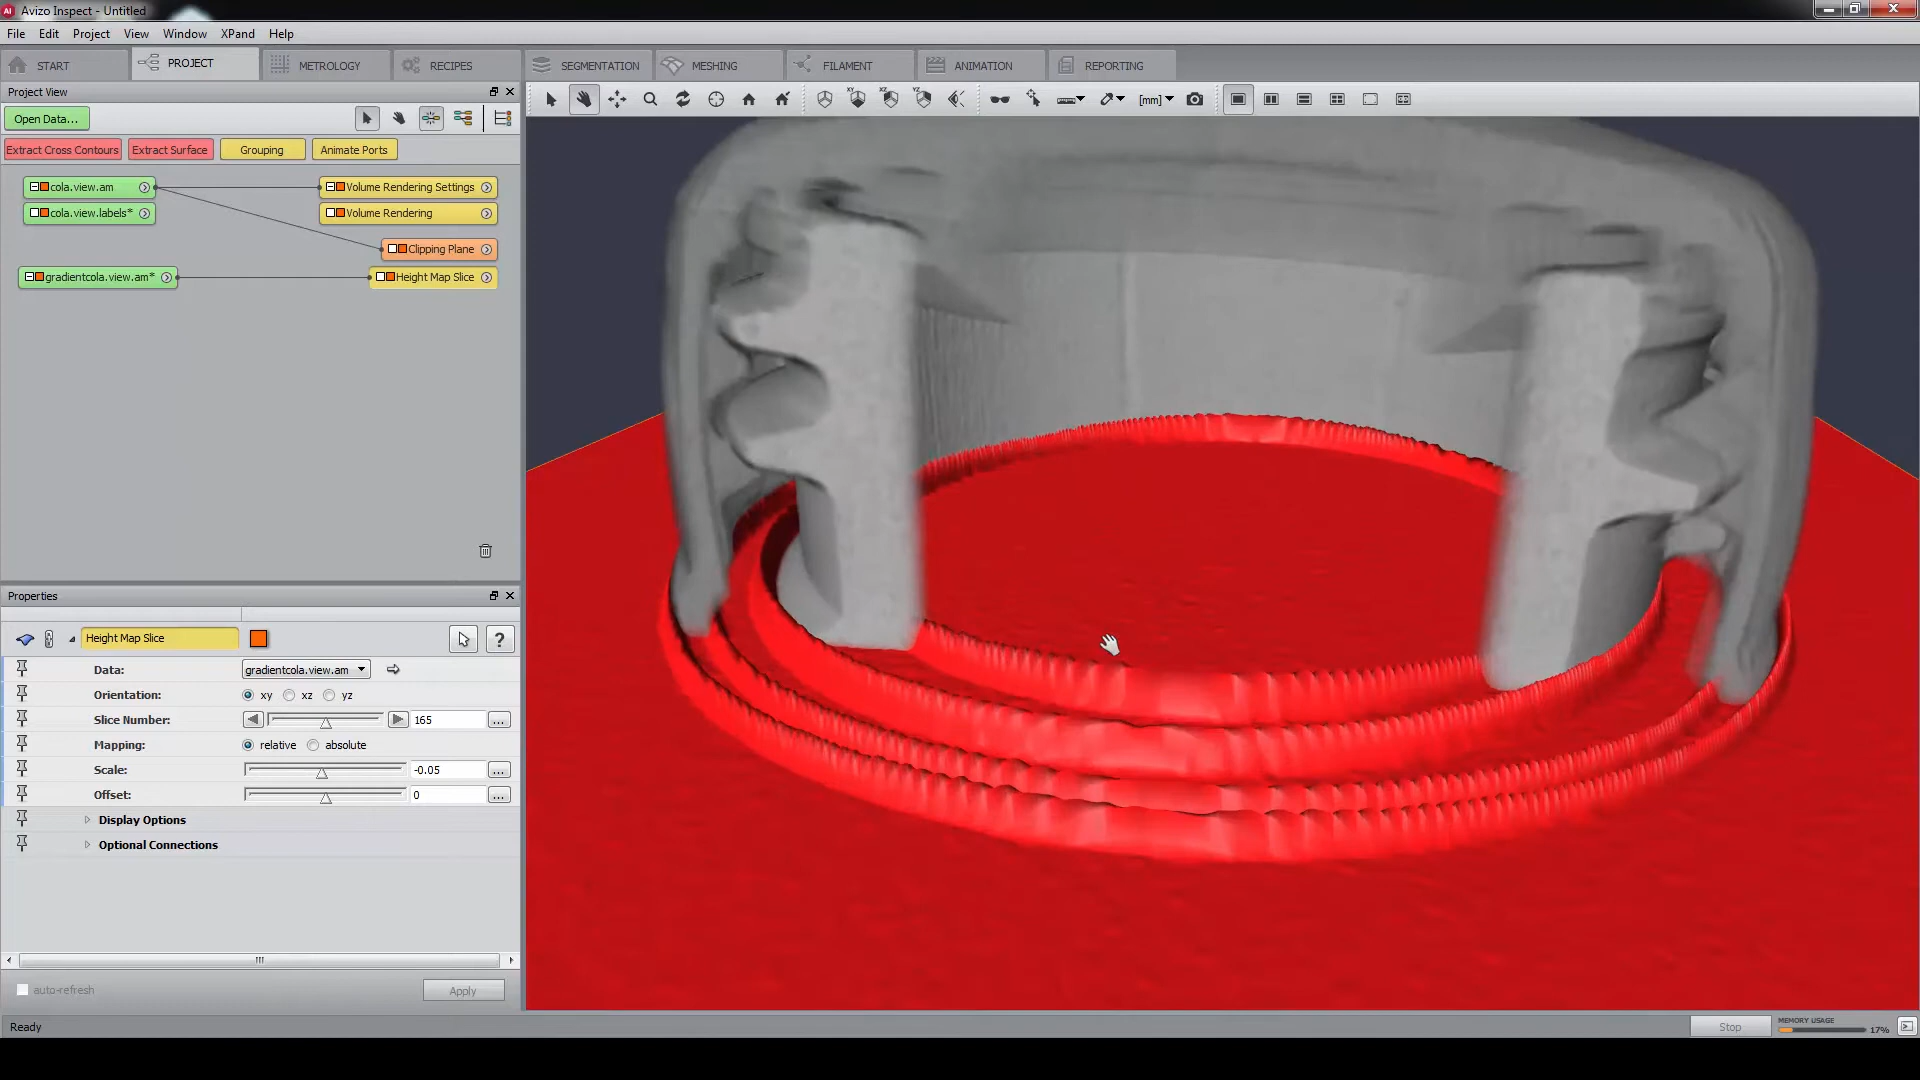 Avizo Inspect - Untitled
File Edit Project View Window XPand Help
START PROJECT METROLOGY RECIPES SEGMENTATION MESHING FILAMENT ANIMATION REPORTING
Project View
Open Data...
XY XZ YZ [mm]
Extract Cross Contours Extract Surface Grouping Animate Ports
cola.view.am Volume Rendering Settings
cola.view.labels* Volume Rendering
Clipping Plane
gradientcola.view.am* Height Map Slice
Properties
Height Map Slice ?
Data: gradientcola.view.am
Orientation: xy xz yz
Slice Number: 165 ...
Mapping: relative absolute
Scale: -0.05 ...
Offset: 0 ...
Display Options
Optional Connections
auto-refresh Apply
Ready Stop MEMORY USAGE 17%